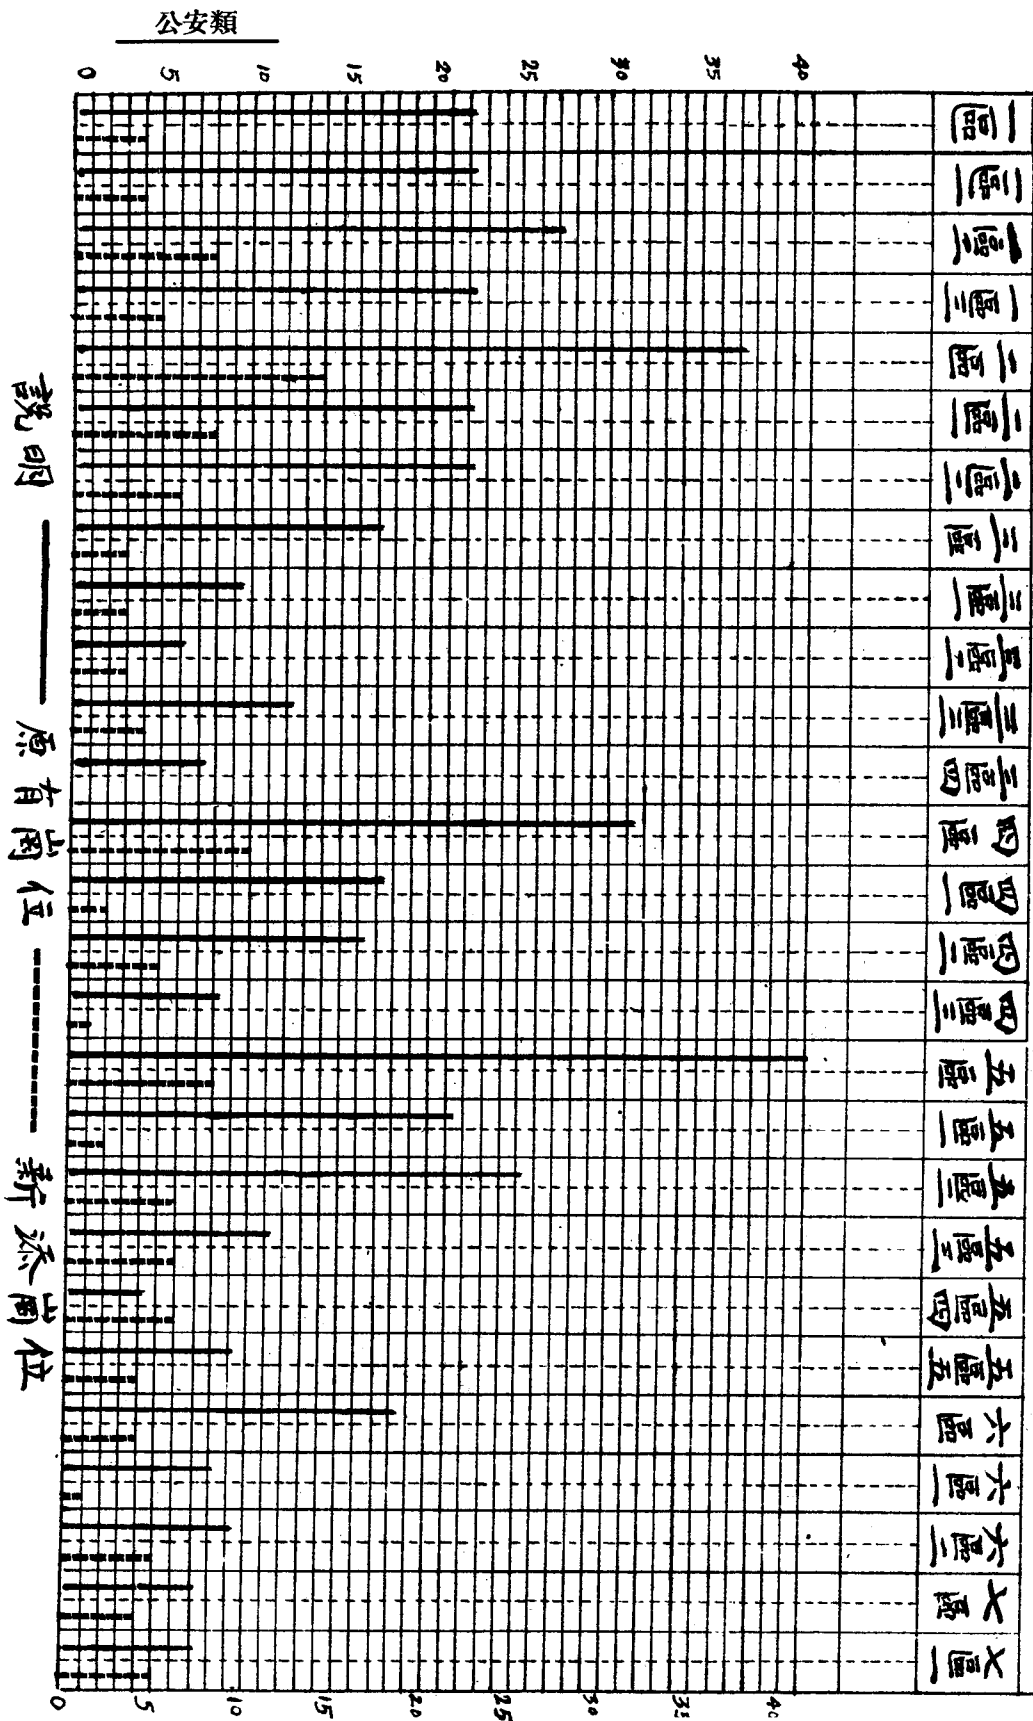 公安類
0 5 10 15 20 25 30 35 40
一區
一區一
一區二
一區三
二區
二區一
二區二
三區
三區一
三區二
三區三
三區四
四區
四區一
四區二
四區三
五區
五區一
五區二
五區三
五區四
五區五
六區
六區一
六區二
七區
七區一
0 5 10 15 20 25 30 35 40
說明 原有崗位 新添崗位